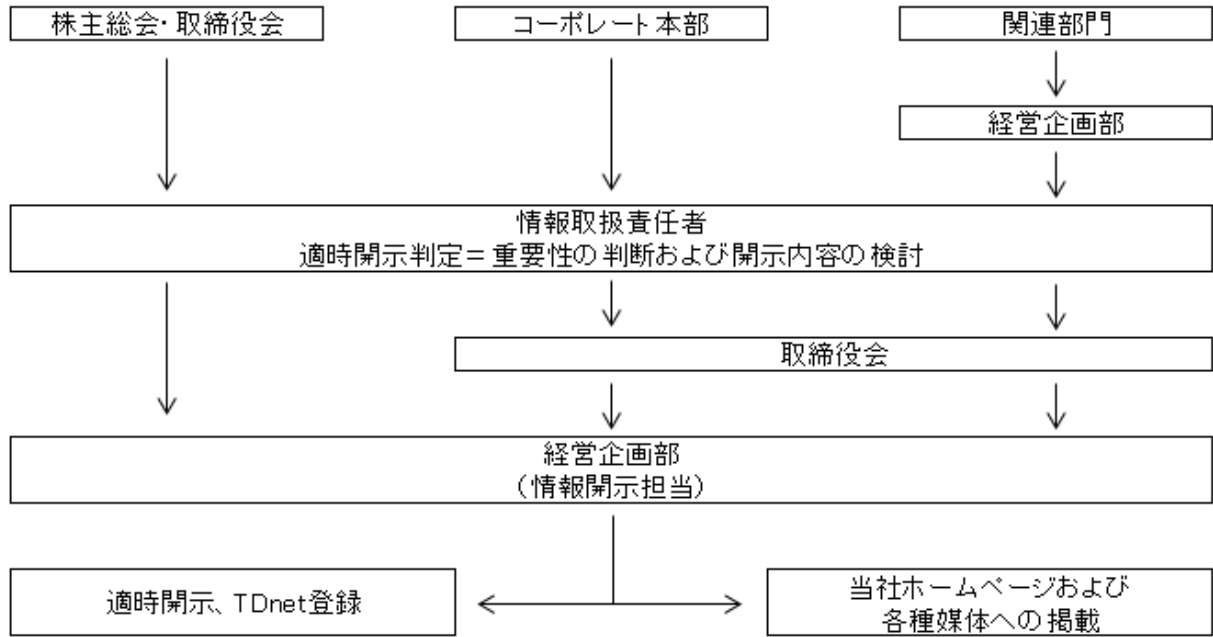 株主総会・取締役会
コーポレート本部
関連部門
経営企画部
情報取扱責任者
適時開示判定＝重要性の判断および開示内容の検討
取締役会
経営企画部
（情報開示担当）
適時開示、TDnet登録
当社ホームページおよび
各種媒体への掲載